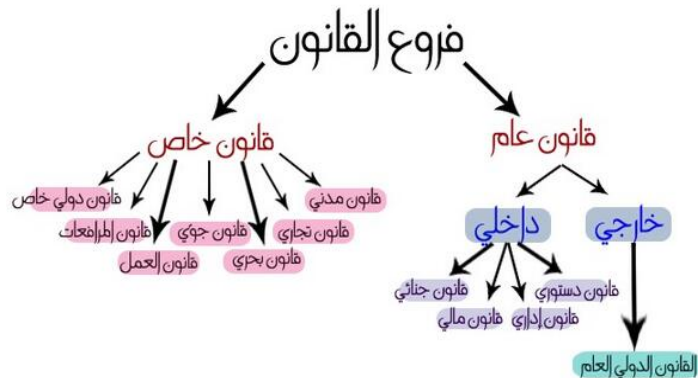 فروع القانون
قانون عام
قانون خاص
خارجي
داخلي
القانون الدولي العام
قانون دستوري
قانون إداري
قانون مالي
قانون جنائي
قانون مدني
قانون تجاري
قانون بحري
قانون جوي
قانون العمل
قانون المرافعات
قانون دولي خاص